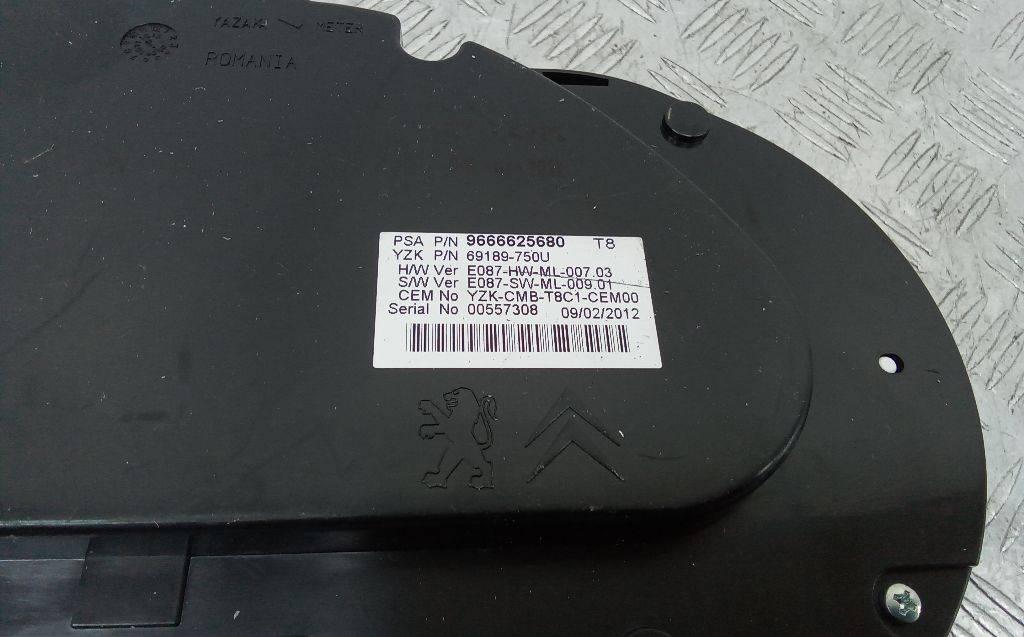 YAZAKI METER
ROMANIA
PSA P/N 9666625680 T8
YZK P/N 69189-750U
H/W Ver E087-HW-ML-007.03
S/W Ver E087-SW-ML-009.01
CEM No YZK-CMB-T8C1-CEM00
Serial No 00557308 09/02/2012